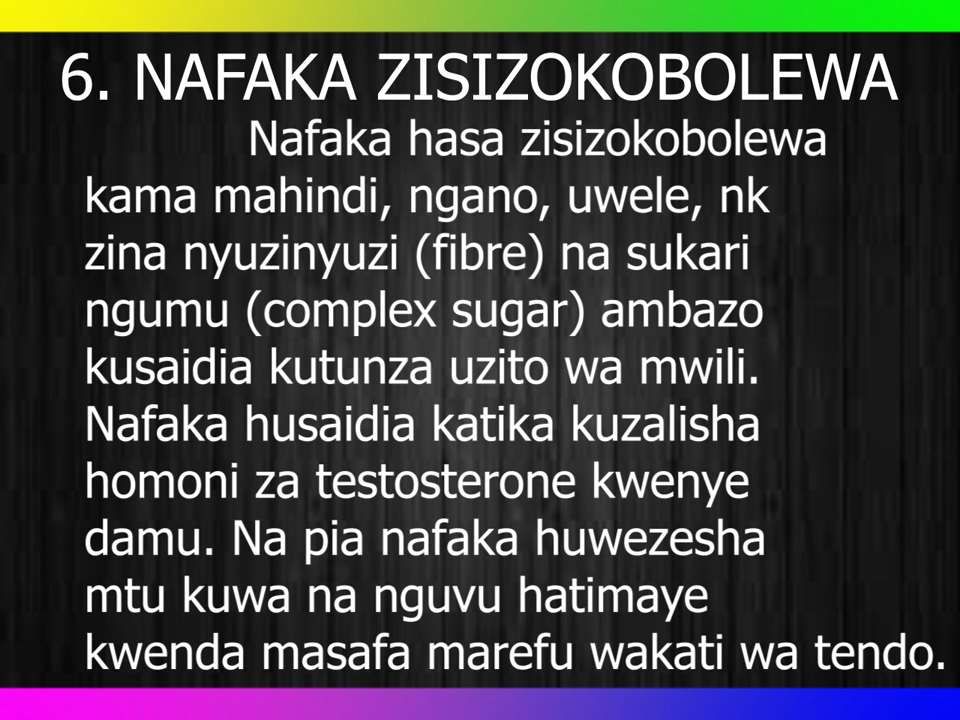 6. NAFAKA ZISIZOKOBOLEWA
Nafaka hasa zisizokobolewa
kama mahindi, ngano, uwele, nk
zina nyuzinyuzi (fibre) na sukari
ngumu (complex sugar) ambazo
kusaidia kutunza uzito wa mwili.
Nafaka husaidia katika kuzalisha
homoni za testosterone kwenye
damu. Na pia nafaka huwezesha
mtu kuwa na nguvu hatimaye
kwenda masafa marefu wakati wa tendo.